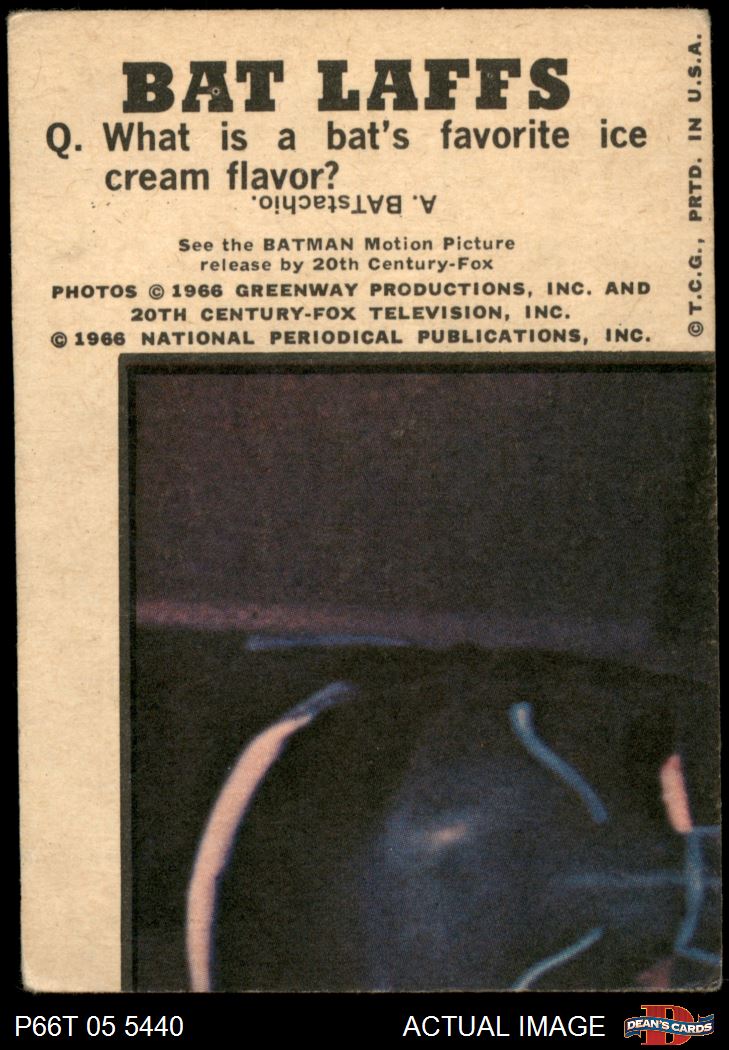 BAT LAFFS
Q. What is a bat's favorite ice
cream flavor?
A. BATstachio.
See the BATMAN Motion Picture
release by 20th Century-Fox
PHOTOS © 1966 GREENWAY PRODUCTIONS, INC. AND
20TH CENTURY-FOX TELEVISION, INC.
© 1966 NATIONAL PERIODICAL PUBLICATIONS, INC.
© T.C.G., PRTD. IN U.S.A.
P66T 05 5440
ACTUAL IMAGE
D
DEAN'S CARDS